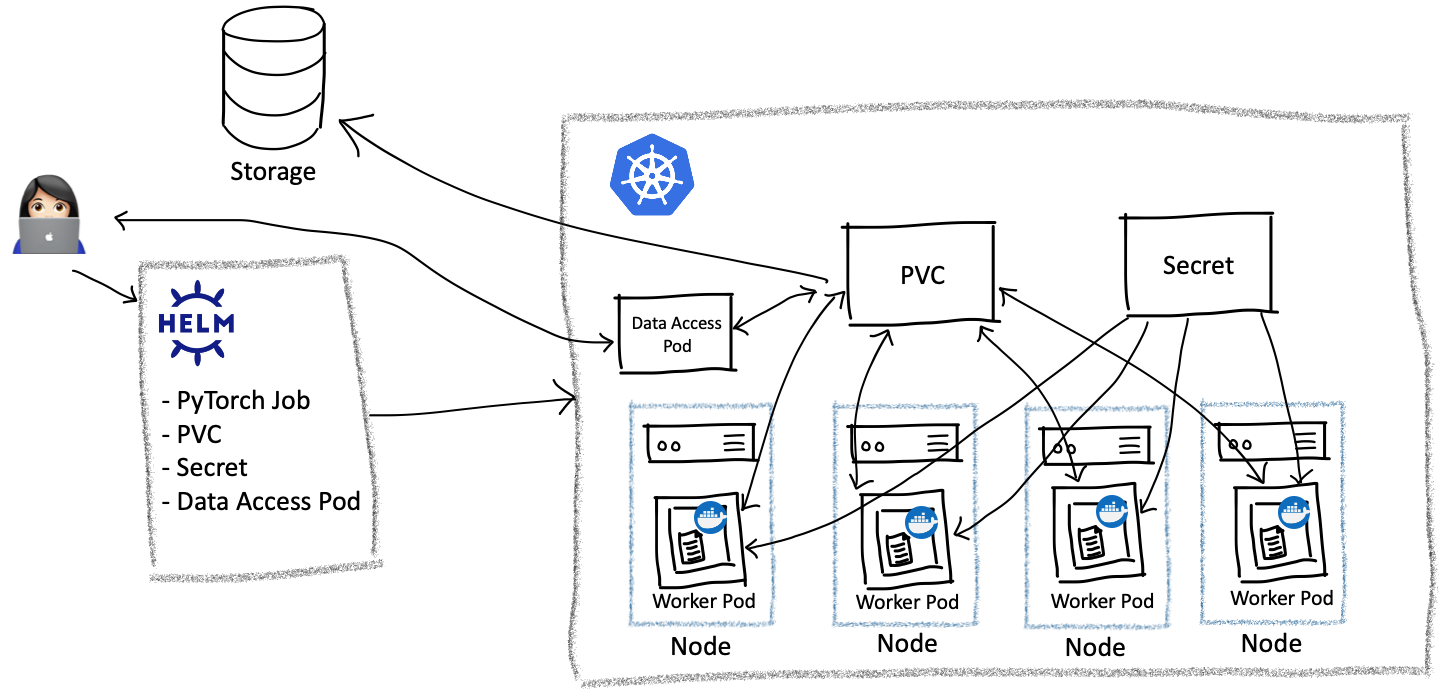 Storage
HELM
- PyTorch Job
- PVC
- Secret
- Data Access Pod
PVC
Secret
Data Access
Pod
Worker Pod
Worker Pod
Worker Pod
Worker Pod
Node
Node
Node
Node